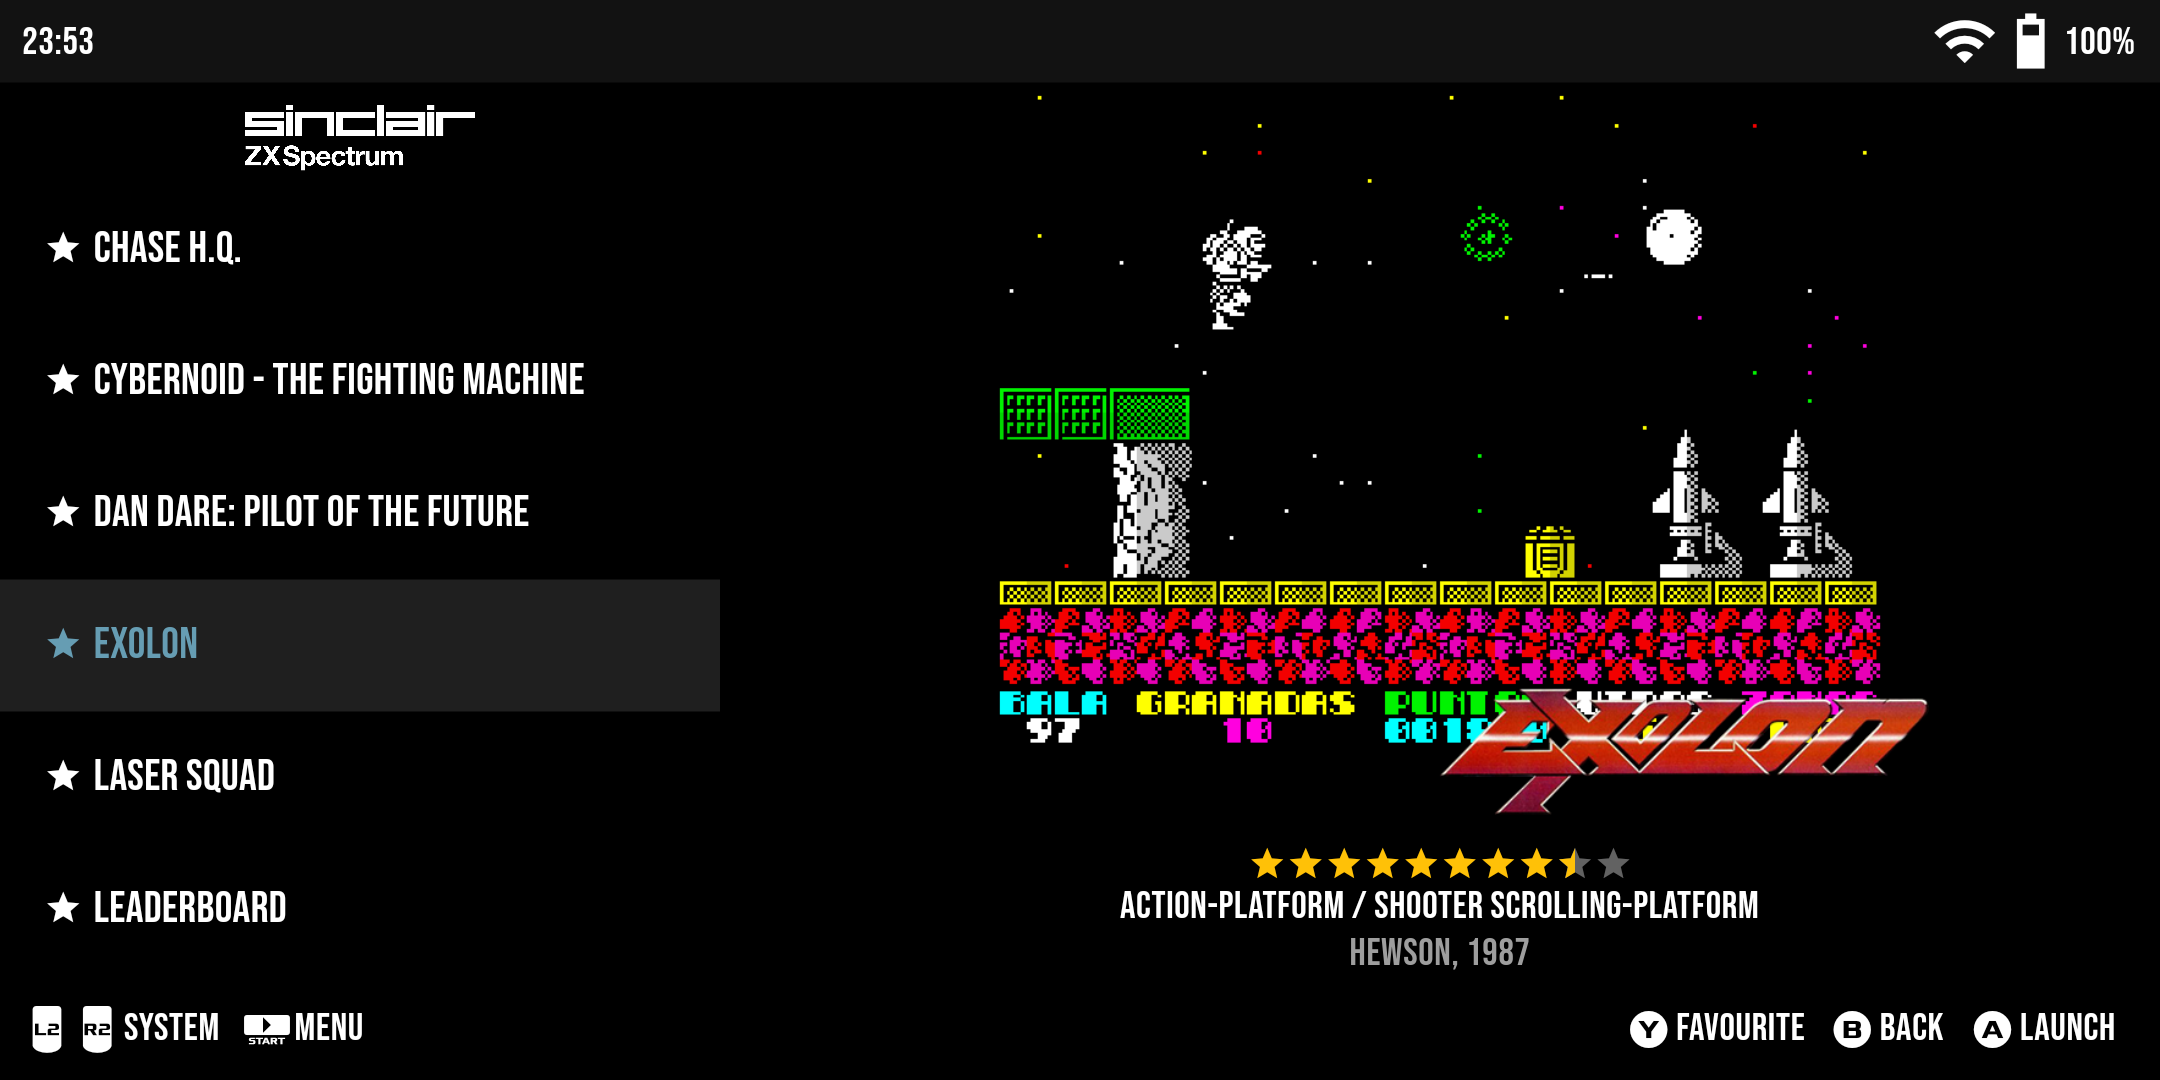 23:53
100%
sinclair
ZX Spectrum
CHASE H.Q.
CYBERNOID - THE FIGHTING MACHINE
DAN DARE: PILOT OF THE FUTURE
EXOLON
LASER SQUAD
LEADERBOARD
BALA GRANADAS
97 10
EXOLON
ACTION-PLATFORM / SHOOTER SCROLLING-PLATFORM
HEWSON, 1987
L2 R2 SYSTEM START MENU
Y FAVOURITE B BACK A LAUNCH